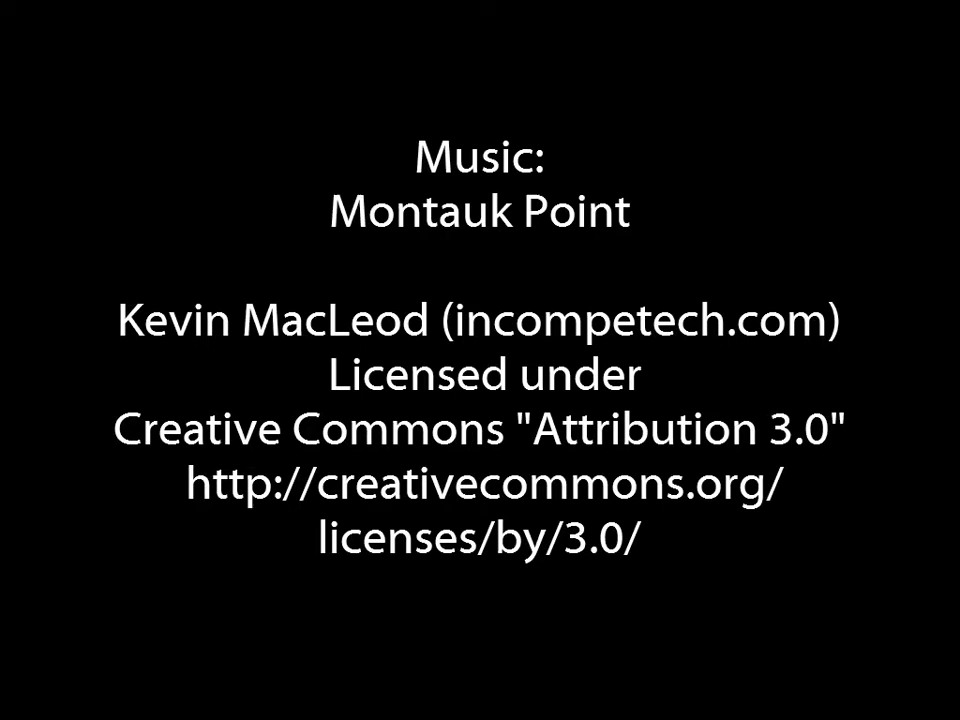 Music:
Montauk Point
Kevin MacLeod (incompetech.com)
Licensed under
Creative Commons "Attribution 3.0"
http://creativecommons.org/
licenses/by/3.0/